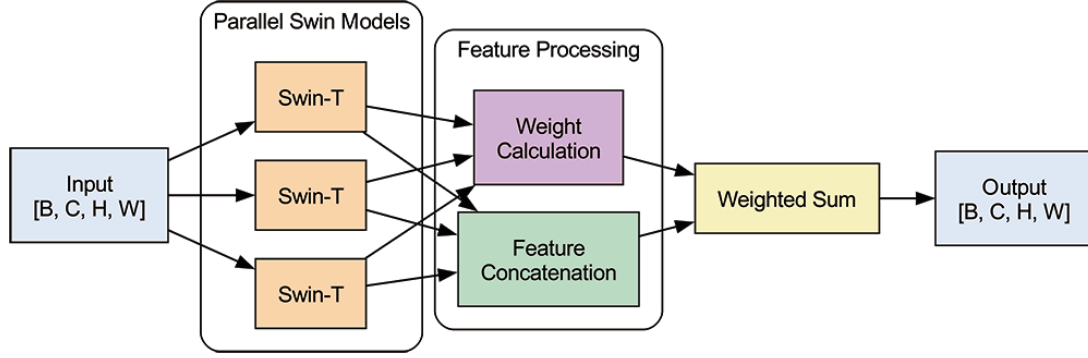 Parallel Swin Models
Feature Processing
Swin-T
Weight
Calculation
Input
[B, C, H, W]
Swin-T
Weighted Sum
Output
[B, C, H, W]
Feature
Concatenation
Swin-T